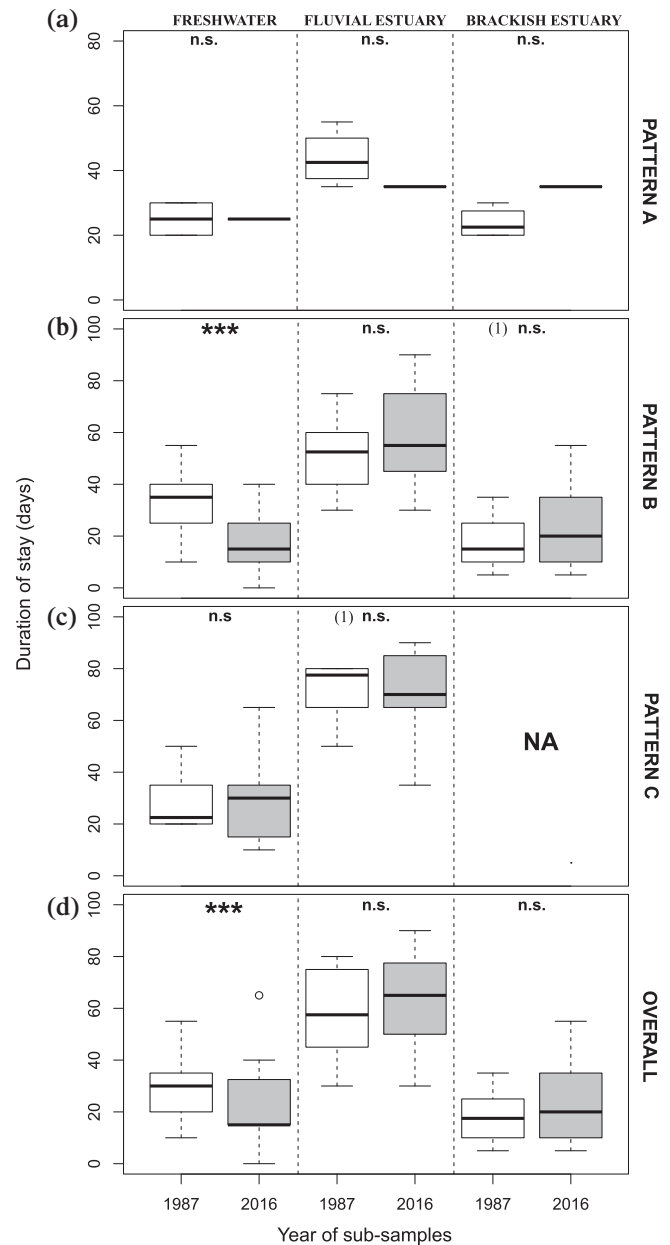 (a)
FRESHWATER FLUVIAL ESTUARY BRACKISH ESTUARY
n.s. n.s. n.s.
80
60
40
20
0
PATTERN A
(b)
*** n.s. (1) n.s.
100
80
60
40
20
0
PATTERN B
(c)
n.s (1) n.s.
100
80
60
40
20
0
NA
PATTERN C
(d)
*** n.s. n.s.
100
80
60
40
20
0
OVERALL
Duration of stay (days)
1987 2016 1987 2016 1987 2016
Year of sub-samples